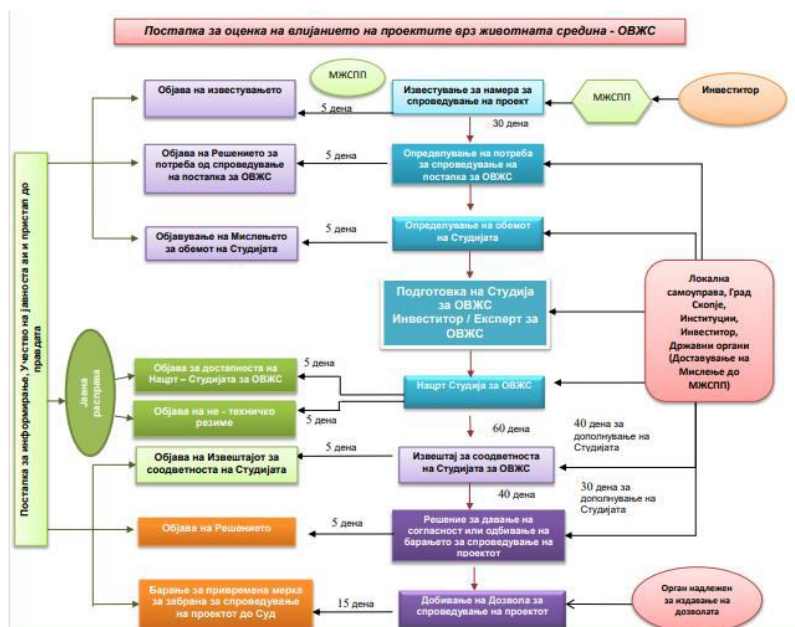 Постапка за оценка на влијанието на проектите врз животната средина - ОВЖС
МЖСПП
Објава на известувањето
5 дена
Известување за намера за
спроведување на проект
МЖСПП
Инвеститор
30 дена
Објава на Решението за
потреба од спроведување
на постапка за ОВЖС
5 дена
Определување на потреба
за спроведување на
постапка за ОВЖС
Објавување на Мислењето
за обемот на Студијата
5 дена
Определување на обемот
на Студијата
Постапка за информирање, Учество на јавноста аи и пристап до
правдата
Подготовка на Студија
за ОВЖС
Инвеститор / Експерт за
ОВЖС
Локална
самоуправа, Град
Скопје,
Институции,
Инвеститор,
Државни органи
(Доставување на
Мислење до
МЖСПП)
Јавна
расправа
Објава за достапноста на
Нацрт – Студијата за ОВЖС
5 дена
Нацрт Студија за ОВЖС
Објава на не - техничко
резиме
5 дена
60 дена
40 дена за
дополнување на
Студијата
Објава на Извештајот за
соодветноста на Студијата
5 дена
Извештај за соодветноста
на Студијата за ОВЖС
40 дена
30 дена за
дополнување на
Студијата
Објава на Решението
5 дена
Решение за давање на
согласност или одбивање на
барањето за спроведување на
проектот
Барање за привремена мерка
за забрана за спроведување
на проектот до Суд
15 дена
Добивање на Дозвола за
спроведување на проектот
Орган надлежен
за издавање на
дозволата